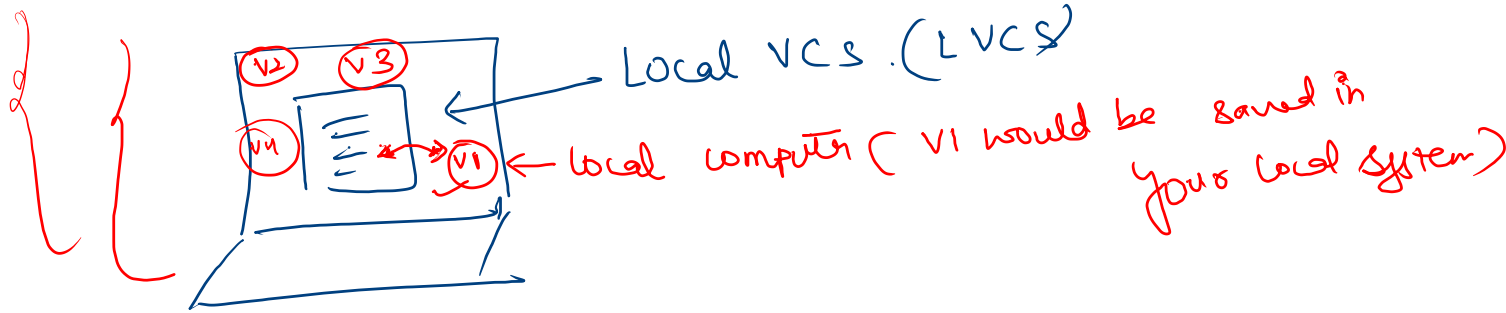 V2 V3
Local VCS. (LVCS)
V4 V1
Local computer ( V1 would be saved in
your local system)